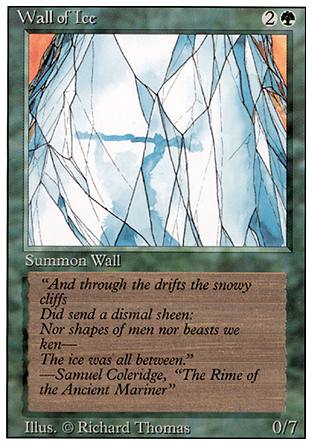 Wall of Ice 2
Summon Wall
“And through the drifts the snowy
cliffs
Did send a dismal sheen:
Nor shapes of men nor beasts we
ken—
The ice was all between.”
—Samuel Coleridge, “The Rime of
the Ancient Mariner”
Illus. © Richard Thomas 0/7